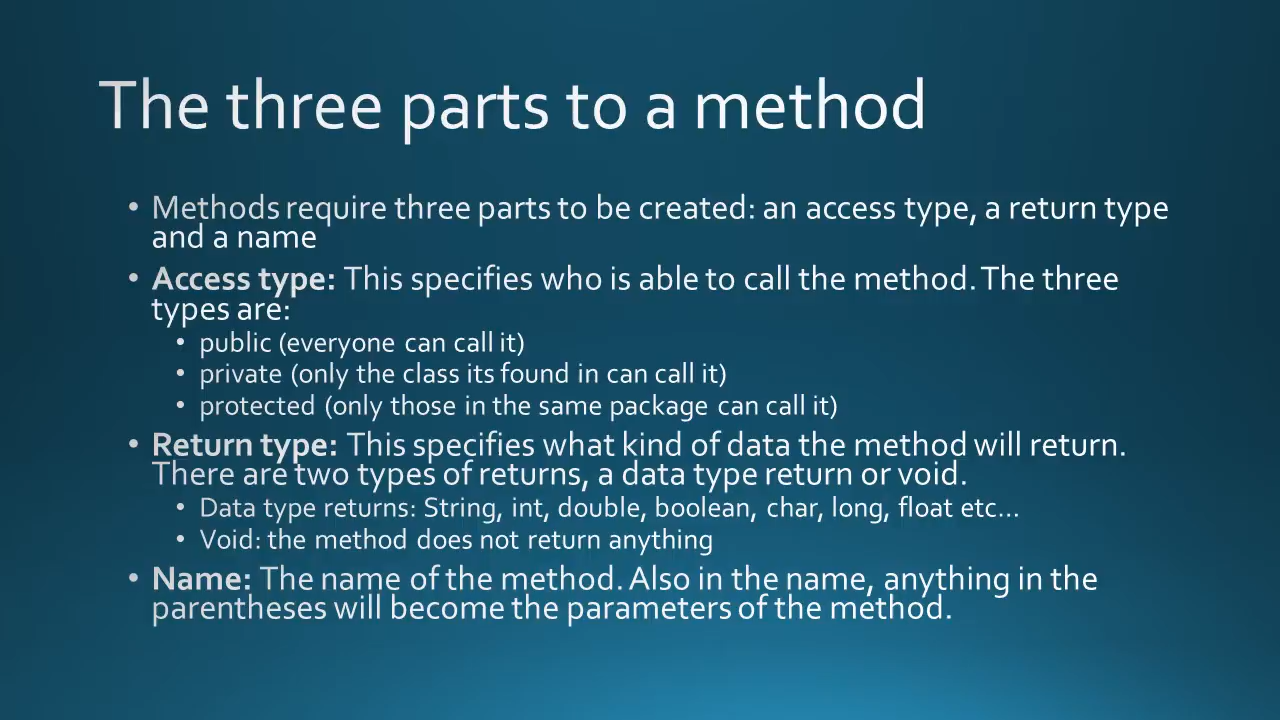 The three parts to a method
• Methods require three parts to be created: an access type, a return type
and a name
• Access type: This specifies who is able to call the method. The three
types are:
• public (everyone can call it)
• private (only the class its found in can call it)
• protected (only those in the same package can call it)
• Return type: This specifies what kind of data the method will return.
There are two types of returns, a data type return or void.
• Data type returns: String, int, double, boolean, char, long, float etc...
• Void: the method does not return anything
• Name: The name of the method. Also in the name, anything in the
parentheses will become the parameters of the method.